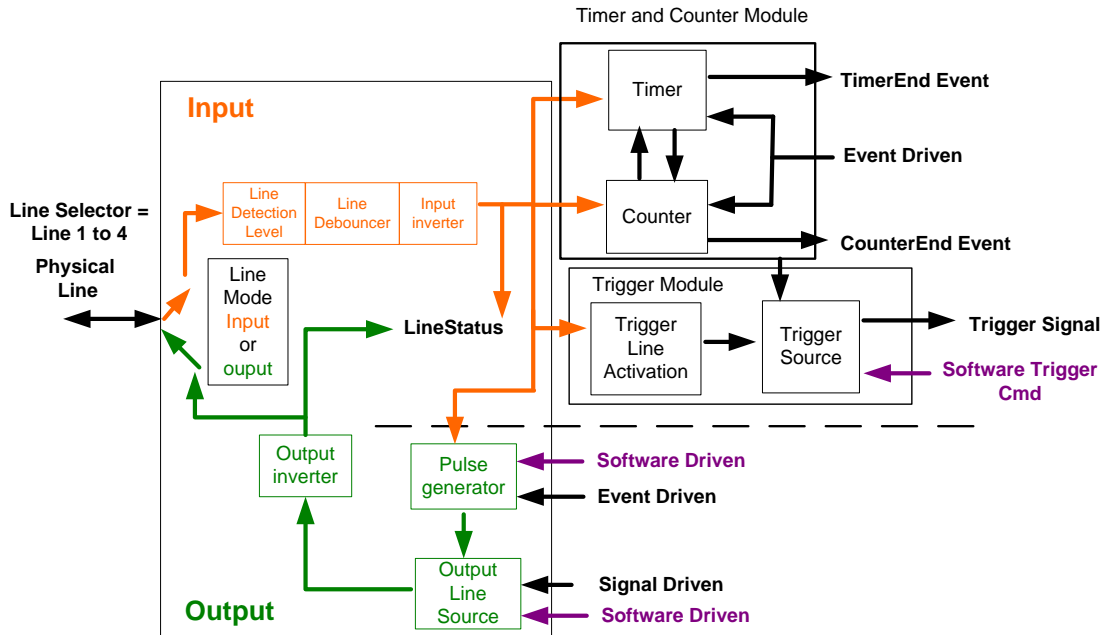 Timer and Counter Module
Input
Timer
TimerEnd Event
Event Driven
Line
Detection
Level
Line
Debouncer
Input
inverter
Counter
CounterEnd Event
Line Selector =
Line 1 to 4
Physical
Line
Line
Mode
Input
or
ouput
LineStatus
Trigger Module
Trigger
Line
Activation
Trigger
Source
Trigger Signal
Software Trigger
Cmd
Output
inverter
Pulse
generator
Software Driven
Event Driven
Output
Line
Source
Signal Driven
Software Driven
Output